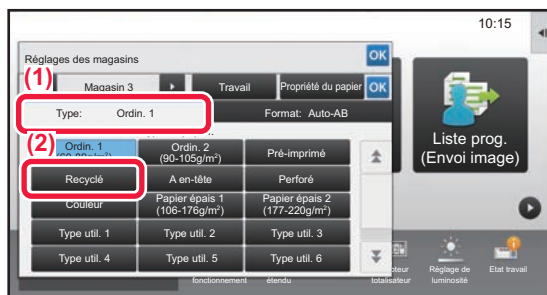 10:15
Réglages des magasins
OK
(1)
Magasin 3
Travail
Propriété du papier
OK
Type: Ordin. 1
Format: Auto-AB
(2)
Ordin. 1
Ordin. 2
(90-105g/m²)
Pré-imprimé
Recyclé
A en-tête
Perforé
Couleur
Papier épais 1
(106-176g/m²)
Papier épais 2
(177-220g/m²)
Type util. 1
Type util. 2
Type util. 3
Type util. 4
Type util. 5
Type util. 6
Liste prog.
(Envoi image)
fonctionnement
étendu
totalisateur
Réglage de
luminosité
Etat travail